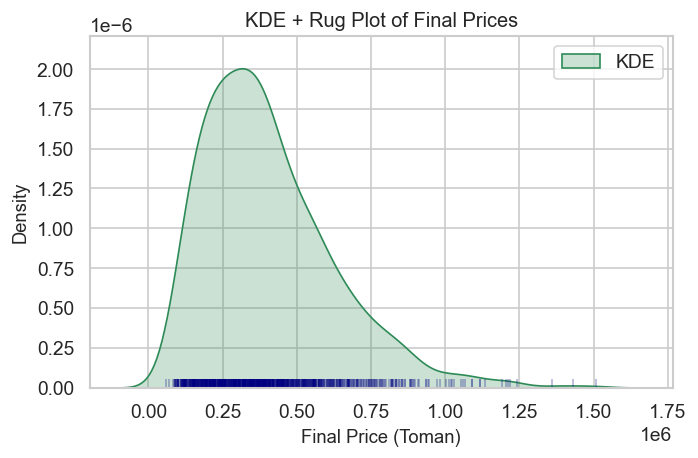 KDE + Rug Plot of Final Prices
1e−6
KDE
2.00
1.75
1.50
1.25
1.00
0.75
0.50
0.25
0.00
Density
0.00 0.25 0.50 0.75 1.00 1.25 1.50 1.75
1e6
Final Price (Toman)